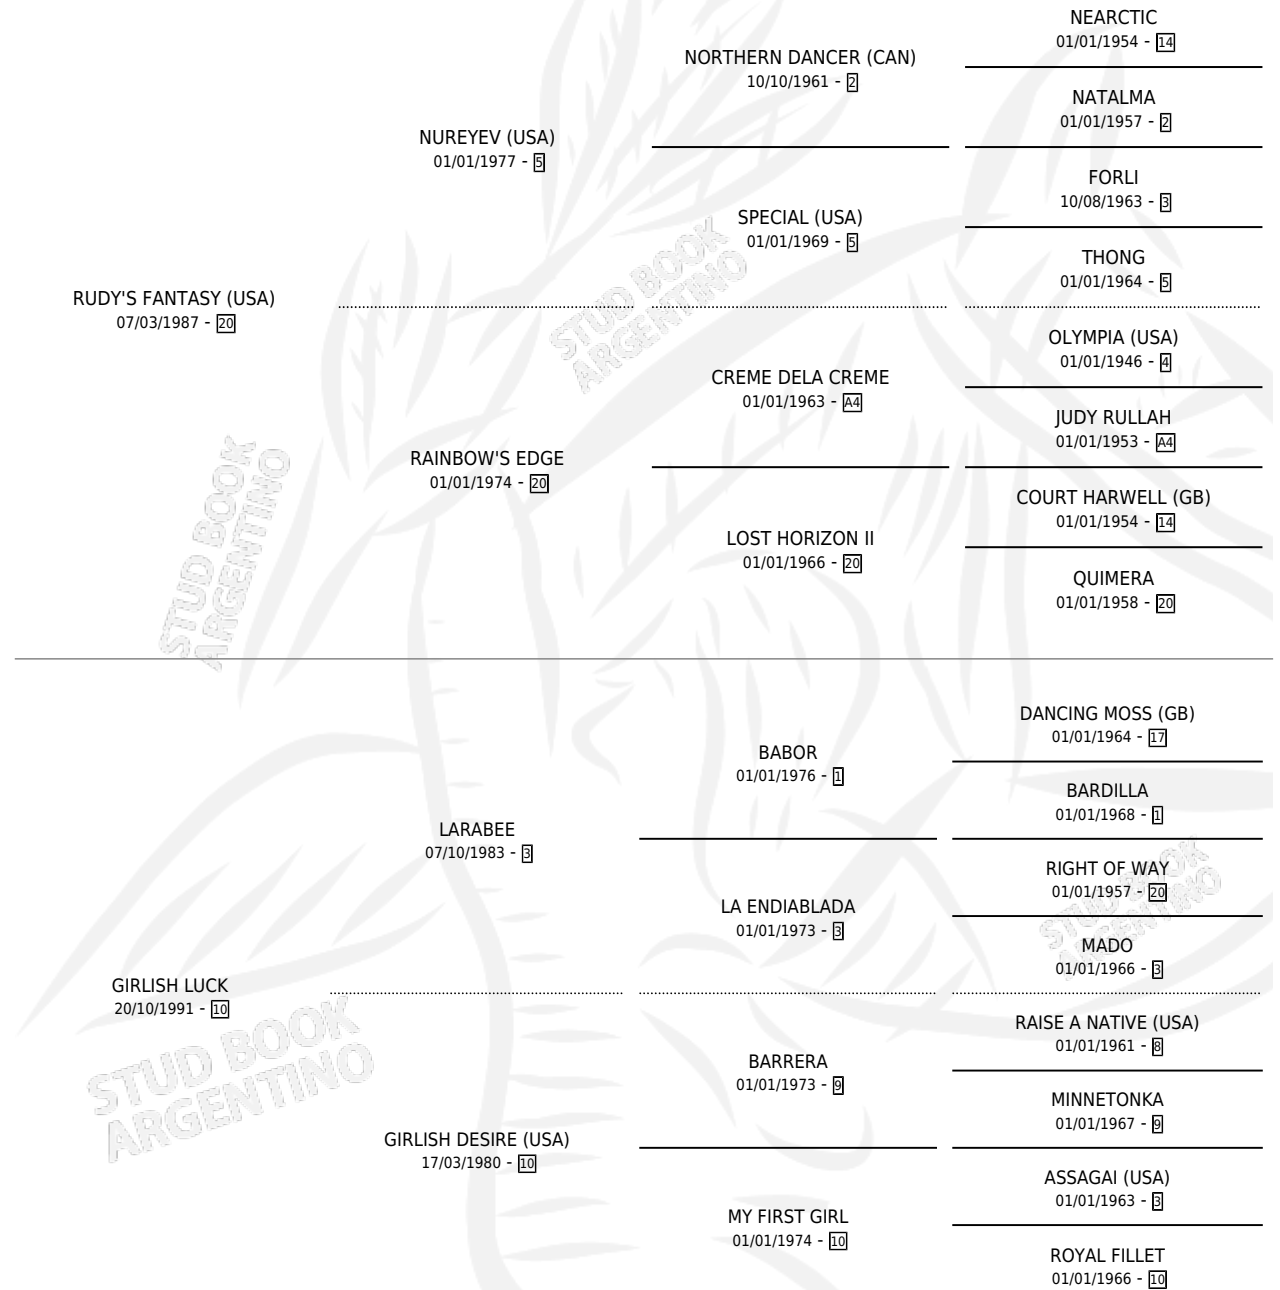 NEARCTIC
01/01/1954 - 14
NORTHERN DANCER (CAN)
10/10/1961 - 2
NATALMA
01/01/1957 - 2
NUREYEV (USA)
01/01/1977 - 5
FORLI
10/08/1963 - 3
SPECIAL (USA)
01/01/1969 - 5
THONG
01/01/1964 - 5
RUDY'S FANTASY (USA)
07/03/1987 - 20
STUD BOOK
ARGENTINO
OLYMPIA (USA)
01/01/1946 - 4
CREME DELA CREME
01/01/1963 - A4
JUDY RULLAH
01/01/1953 - A4
RAINBOW'S EDGE
01/01/1974 - 20
COURT HARWELL (GB)
01/01/1954 - 14
LOST HORIZON II
01/01/1966 - 20
QUIMERA
01/01/1958 - 20
STUD BOOK
ARGENTINO
DANCING MOSS (GB)
01/01/1964 - 17
BABOR
01/01/1976 - 1
BARDILLA
01/01/1968 - 1
LARABEE
07/10/1983 - 3
RIGHT OF WAY
01/01/1957 - 20
LA ENDIABLADA
01/01/1973 - 3
MADO
01/01/1966 - 3
STUD BOOK
ARGENTINO
GIRLISH LUCK
20/10/1991 - 10
RAISE A NATIVE (USA)
01/01/1961 - 8
BARRERA
01/01/1973 - 9
MINNETONKA
01/01/1967 - 9
STUD BOOK
ARGENTINO
GIRLISH DESIRE (USA)
17/03/1980 - 10
ASSAGAI (USA)
01/01/1963 - 3
MY FIRST GIRL
01/01/1974 - 10
ROYAL FILLET
01/01/1966 - 10